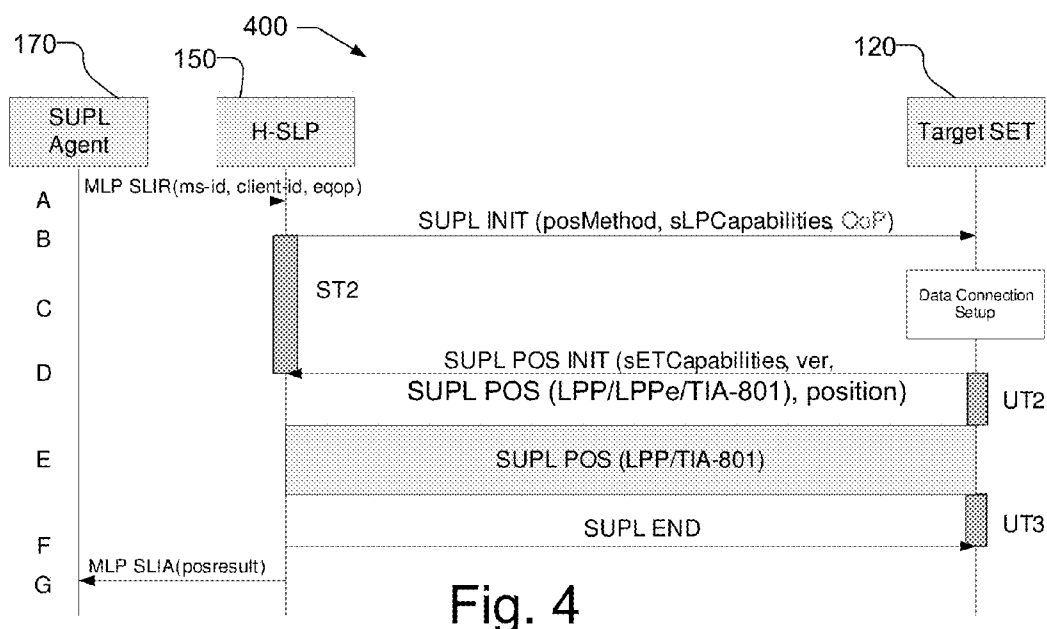 400
170
150
120
SUPL
Agent
H-SLP
Target SET
A
MLP SLIR(ms-id, client-id, eqop)
B
SUPL INIT (posMethod, sLPCapabilities, QoP)
C
ST2
Data Connection
Setup
D
SUPL POS INIT (sETCapabilities, ver,
SUPL POS (LPP/LPPe/TIA-801), position)
UT2
E
SUPL POS (LPP/TIA-801)
F
SUPL END
UT3
G
MLP SLIA(posresult)
Fig. 4